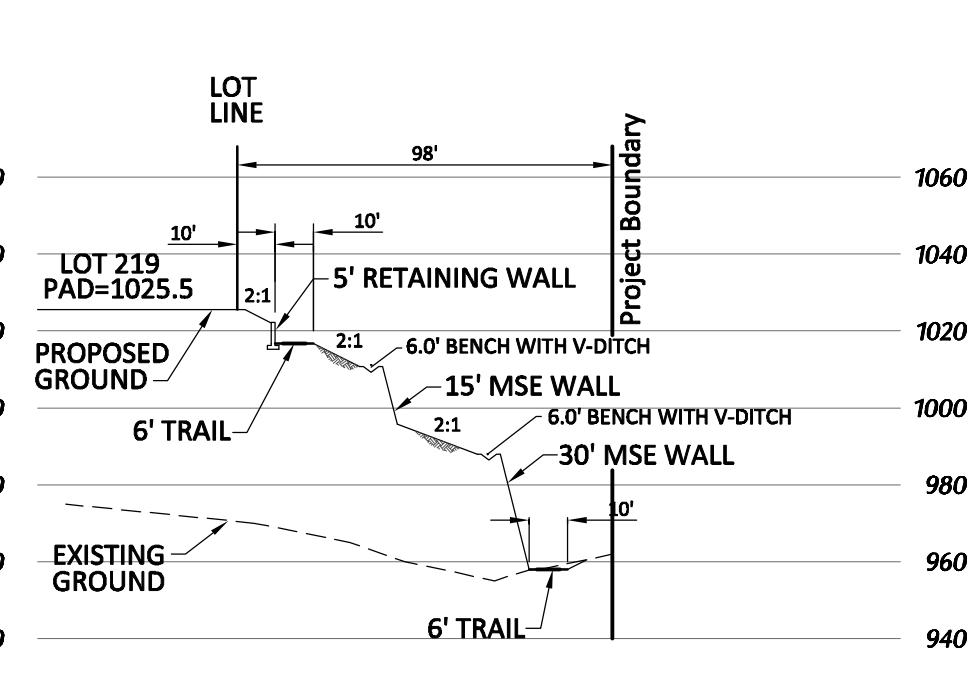 LOT
LINE
Project Boundary
98'
1060
10'
10'
1040
LOT 219
PAD=1025.5
2:1
5' RETAINING WALL
1020
PROPOSED
GROUND
2:1
6.0' BENCH WITH V-DITCH
15' MSE WALL
1000
6' TRAIL
2:1
6.0' BENCH WITH V-DITCH
30' MSE WALL
980
10'
EXISTING
GROUND
960
6' TRAIL
940